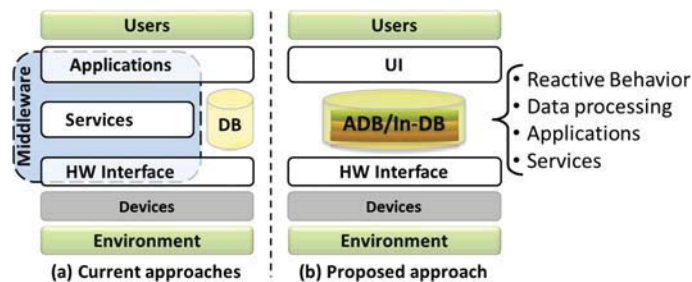 Users
Applications
Middleware
Services
DB
HW Interface
Devices
Environment
(a) Current approaches
Users
UI
ADB/In-DB
HW Interface
Devices
Environment
(b) Proposed approach
• Reactive Behavior
• Data processing
• Applications
• Services